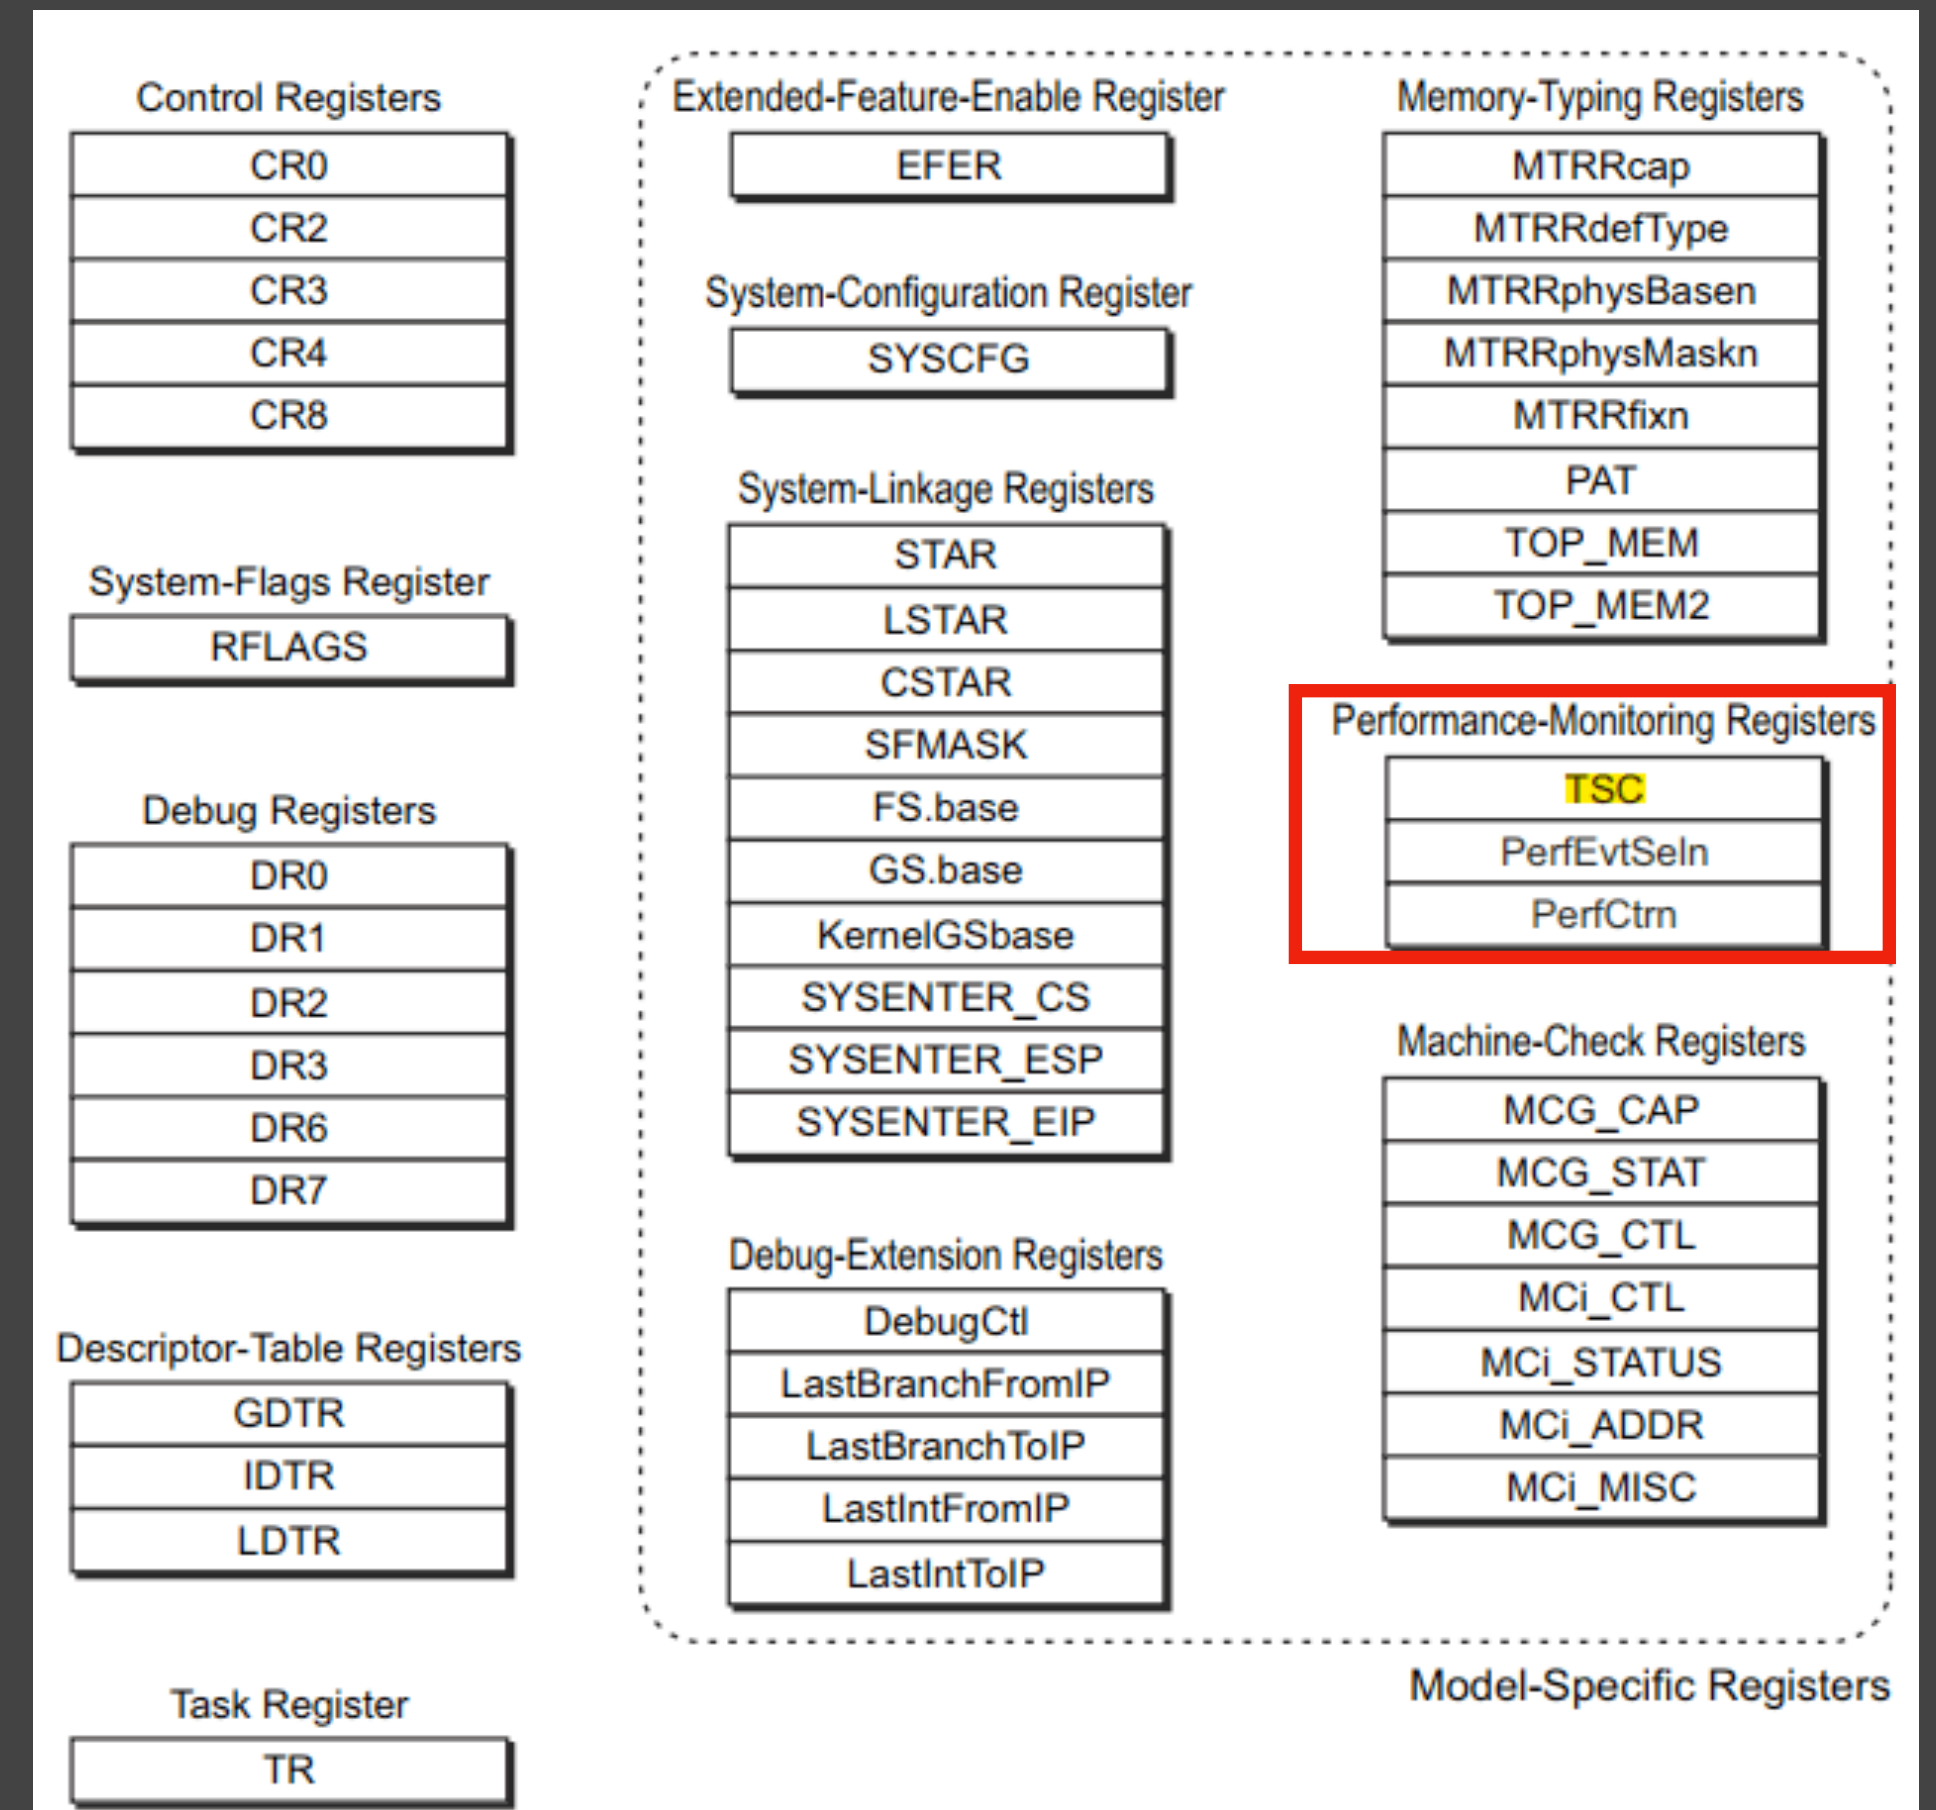 Control Registers
CR0
CR2
CR3
CR4
CR8
System-Flags Register
RFLAGS
Debug Registers
DR0
DR1
DR2
DR3
DR6
DR7
Descriptor-Table Registers
GDTR
IDTR
LDTR
Task Register
TR
Extended-Feature-Enable Register
EFER
System-Configuration Register
SYSCFG
System-Linkage Registers
STAR
LSTAR
CSTAR
SFMASK
FS.base
GS.base
KernelGSbase
SYSENTER_CS
SYSENTER_ESP
SYSENTER_EIP
Debug-Extension Registers
DebugCtl
LastBranchFromIP
LastBranchToIP
LastIntFromIP
LastIntToIP
Memory-Typing Registers
MTRRcap
MTRRdefType
MTRRphysBasen
MTRRphysMaskn
MTRRfixn
PAT
TOP_MEM
TOP_MEM2
Performance-Monitoring Registers
TSC
PerfEvtSeln
PerfCtrn
Machine-Check Registers
MCG_CAP
MCG_STAT
MCG_CTL
MCi_CTL
MCi_STATUS
MCi_ADDR
MCi_MISC
Model-Specific Registers